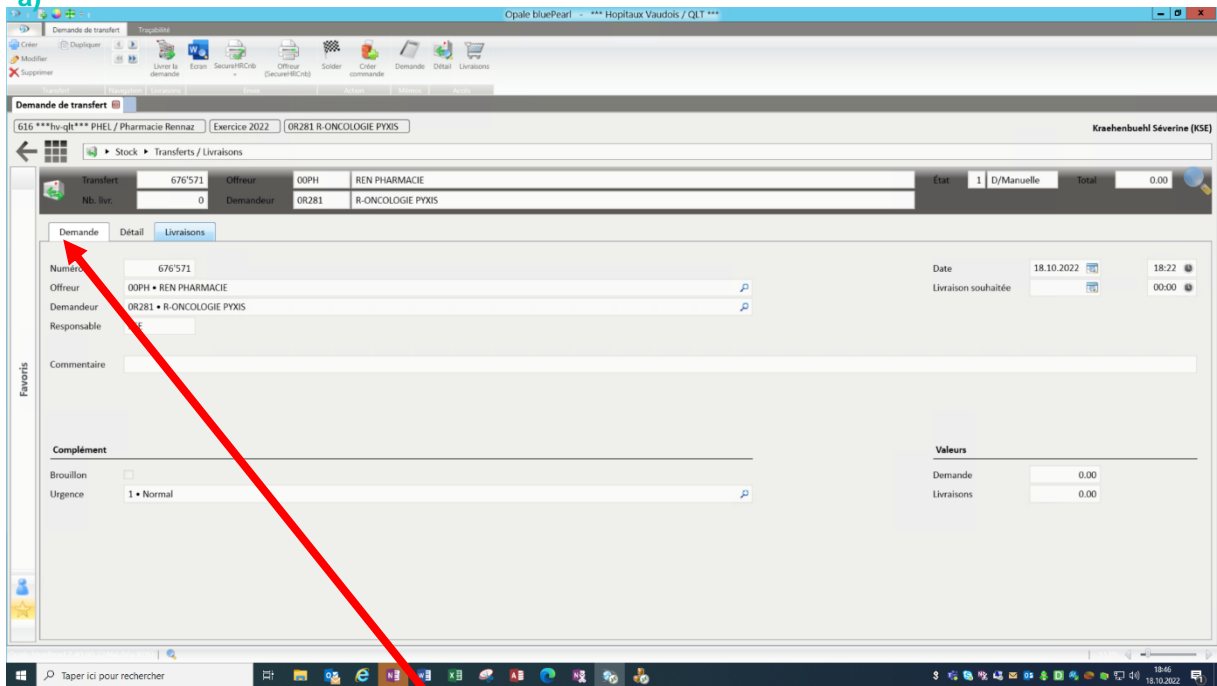 a)
Opale bluePearl - *** Hopitaux Vaudois / QLT ***
Demande de transfert Traçabilité
Créer Dupliquer
Modifier
Supprimer
Livrer la demande Ecran SecureHRCnb Offreur (SecureHRCnb) Solder Créer commande Demande Détail Livraisons
Transfert Navigation Livraisons Envoi Action Accès
Demande de transfert
616 ***hv-qlt*** PHEL / Pharmacie Rennaz Exercice 2022 0R281 R-ONCOLOGIE PYXIS Kraehenbuehl Séverine (KSE)
Stock Transferts / Livraisons
Transfert 676'571 Offreur 00PH REN PHARMACIE État 1 D/Manuelle Total 0.00
Nb. livr. 0 Demandeur 0R281 R-ONCOLOGIE PYXIS
Demande Détail Livraisons
Numéro 676'571 Date 18.10.2022 18:22
Offreur 00PH • REN PHARMACIE Livraison souhaitée 00:00
Demandeur 0R281 • R-ONCOLOGIE PYXIS
Responsable
Commentaire
Favoris
Complément Valeurs
Brouillon Demande 0.00
Urgence 1 • Normal Livraisons 0.00
Taper ici pour rechercher 18:46
18.10.2022